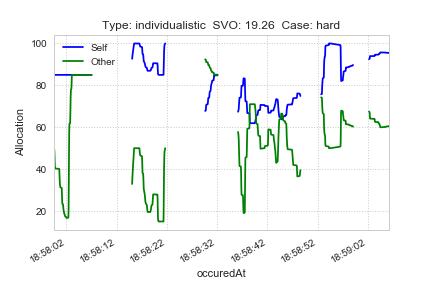 Type: individualistic  SVO: 19.26  Case: hard
Allocation
100
80
60
40
20
Self
Other
18:58:02
18:58:12
18:58:22
18:58:32
18:58:42
18:58:52
18:59:02
occuredAt